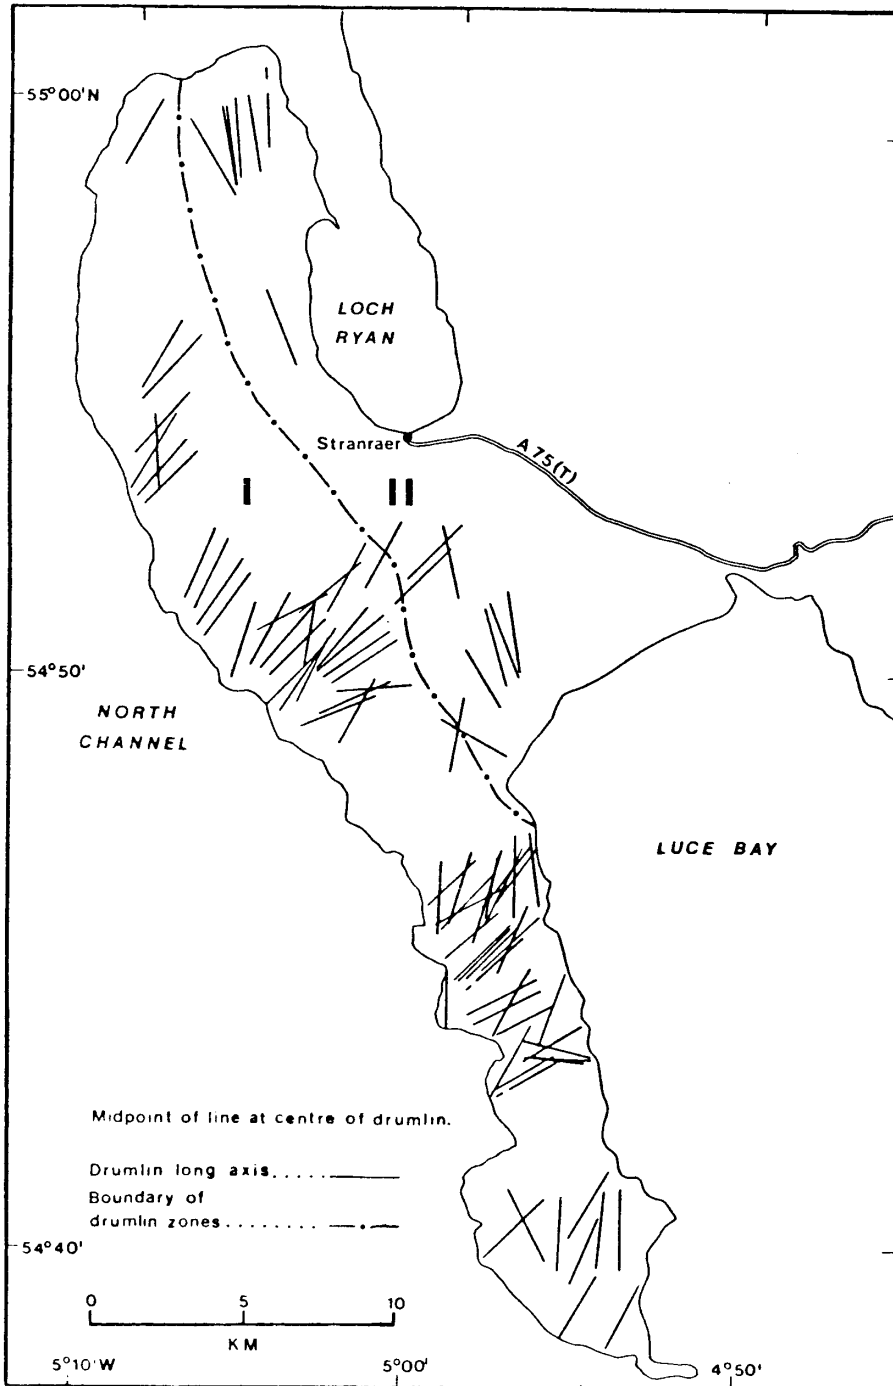 55°00'N
LOCH
RYAN
Stranraer
A 75(T)
I
II
54°50'
NORTH
CHANNEL
LUCE BAY
Midpoint of line at centre of drumlin.
Drumlin long axis.....
Boundary of
drumlin zones........
54°40'
0 5 10
KM
5°10'W 5°00' 4°50'